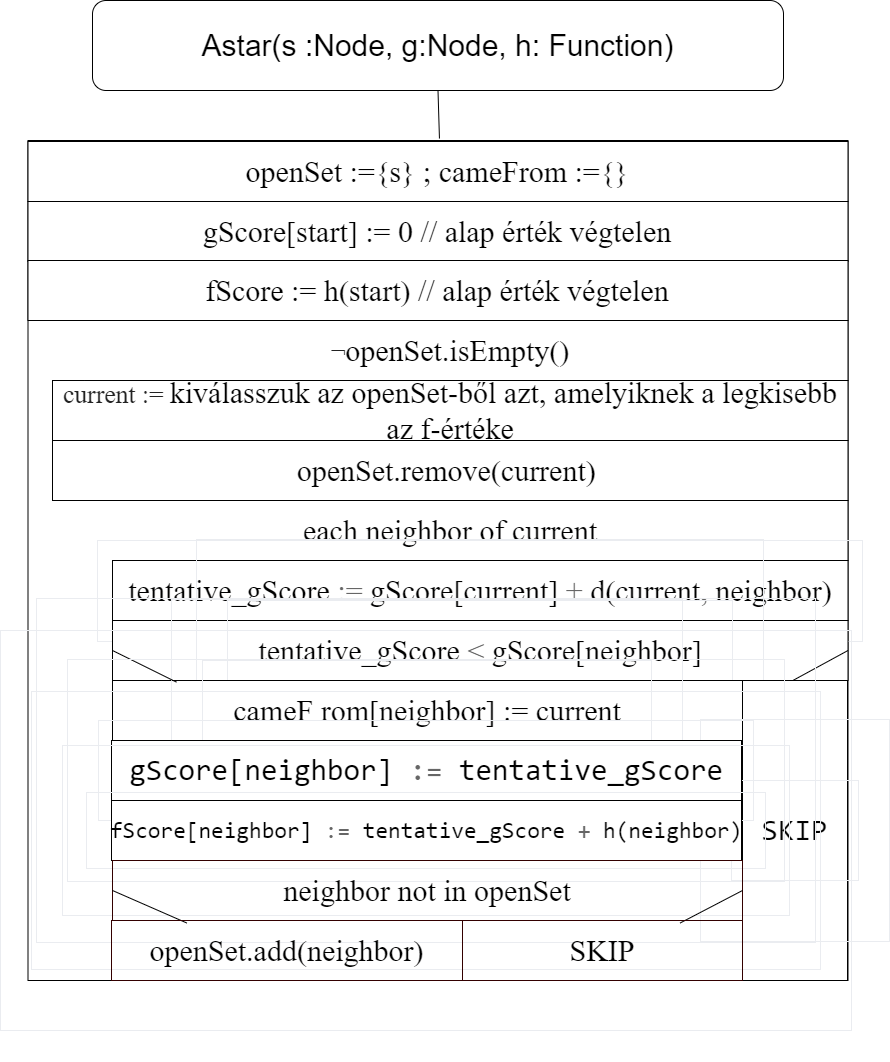 Astar(s :Node, g:Node, h: Function)
openSet :={s} ; cameFrom :={}
gScore[start] := 0 // alap érték végtelen
fScore := h(start) // alap érték végtelen
¬openSet.isEmpty()
current := kiválasszuk az openSet-ből azt, amelyiknek a legkisebb
az f-értéke
openSet.remove(current)
each neighbor of current
tentative_gScore := gScore[current] + d(current, neighbor)
tentative_gScore < gScore[neighbor]
cameF rom[neighbor] := current
gScore[neighbor] := tentative_gScore
fScore[neighbor] := tentative_gScore + h(neighbor)
SKIP
neighbor not in openSet
openSet.add(neighbor)
SKIP